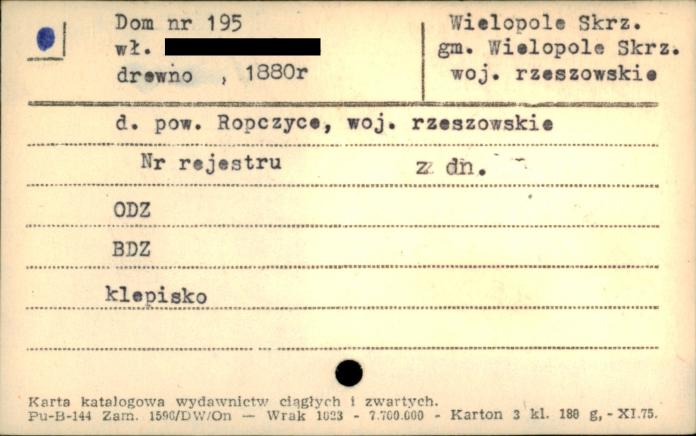 Dom nr 195
wł.
drewno , 1880r
Wielopole Skrz.
gm. Wielopole Skrz.
woj. rzeszowskie
d. pow. Ropczyce, woj. rzeszowskie
Nr rejestru z dn.
ODZ
BDZ
klepisko
Karta katalogowa wydawnictw ciągłych i zwartych.
Pu-B-144 Zam. 1590/DW/On — Wrak 1023 - 7.700.000 - Karton 3 kl. 180 g, - XI.75.